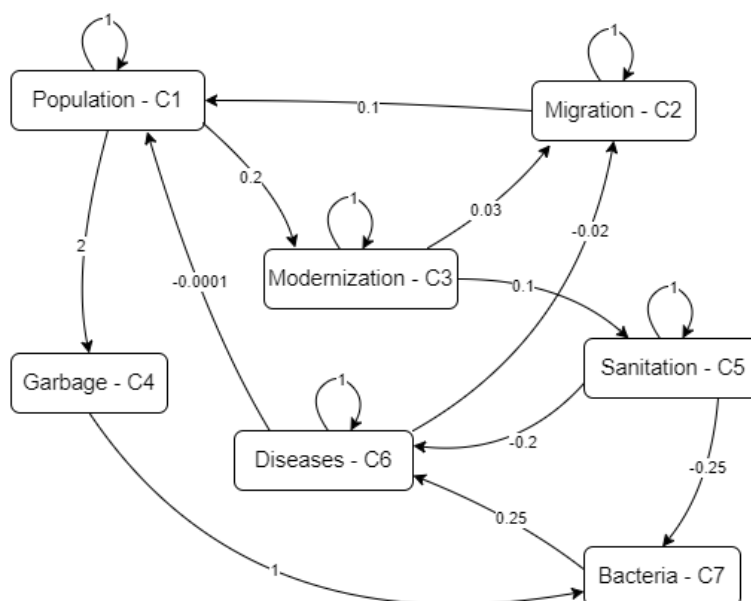 1
1
Population - C1
Migration - C2
0.1
0.2
1
0.03
2
-0.02
-0.0001
Modernization - C3
0.1
1
Garbage - C4
Sanitation - C5
1
Diseases - C6
-0.2
-0.25
0.25
1
Bacteria - C7